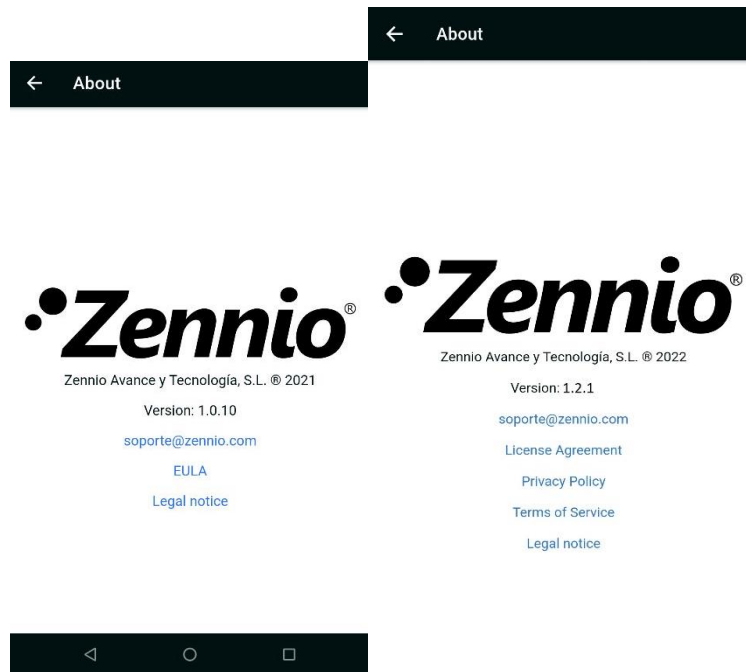 About
Zennio®
Zennio Avance y Tecnología, S.L. ® 2021
Version: 1.0.10
soporte@zennio.com
EULA
Legal notice
About
Zennio®
Zennio Avance y Tecnología, S.L. ® 2022
Version: 1.2.1
soporte@zennio.com
License Agreement
Privacy Policy
Terms of Service
Legal notice